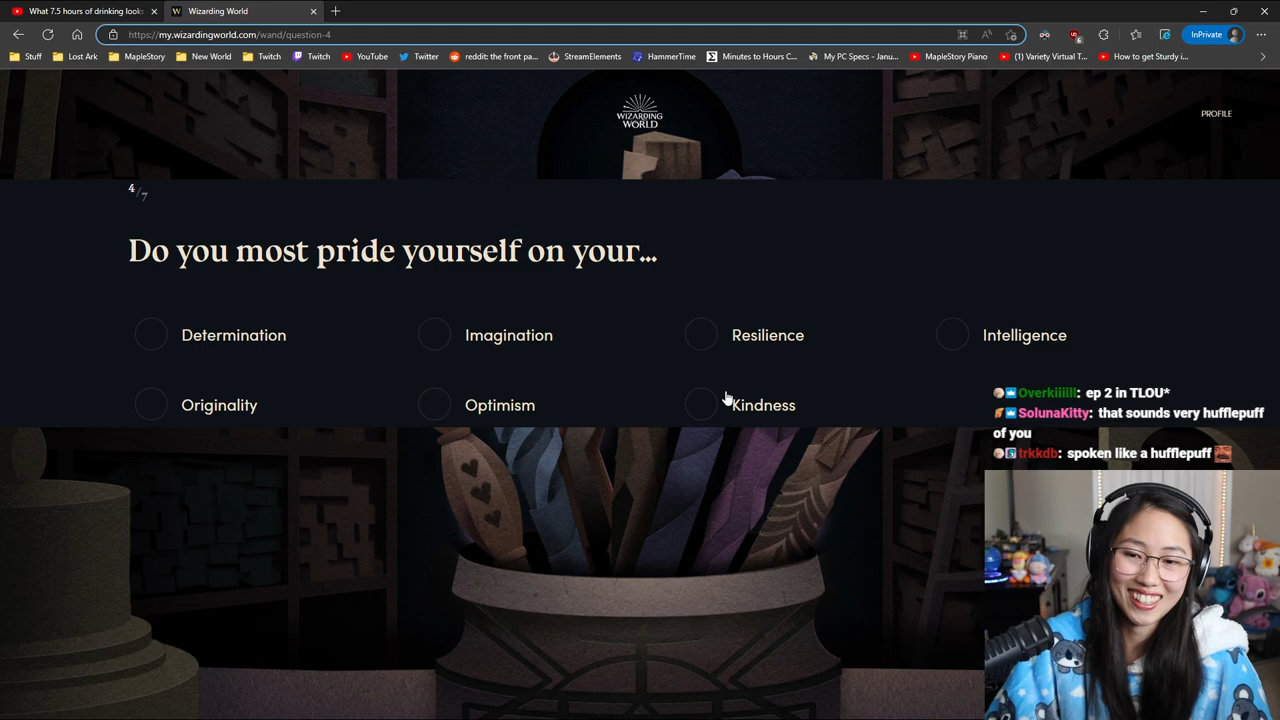 What 7.5 hours of drinking looks
Wizarding World
https://my.wizardingworld.com/wand/question-4
InPrivate
Stuff
Lost Ark
MapleStory
New World
Twitch
Twitch
YouTube
Twitter
reddit: the front pa...
StreamElements
HammerTime
Minutes to Hours C...
My PC Specs - Janu...
MapleStory Piano
(1) Variety Virtual T...
How to get Sturdy i...
WIZARDING
WORLD
PROFILE
4/7
Do you most pride yourself on your...
Determination
Imagination
Resilience
Intelligence
Originality
Optimism
Kindness
Overkiiiill: ep 2 in TLOU*
SolunaKitty: that sounds very hufflepuff
of you
trkkdb: spoken like a hufflepuff